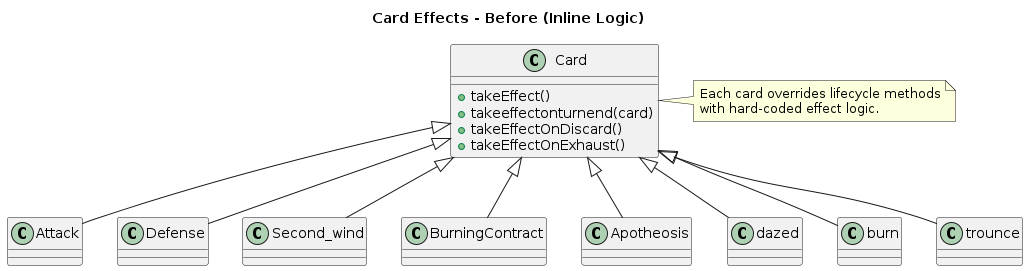 Card Effects - Before (Inline Logic)
C Card
takeEffect()
takeeffectonturnend(card)
takeEffectOnDiscard()
takeEffectOnExhaust()
Each card overrides lifecycle methods
with hard-coded effect logic.
C Attack
C Defense
C Second_wind
C BurningContract
C Apotheosis
C dazed
C burn
C trounce